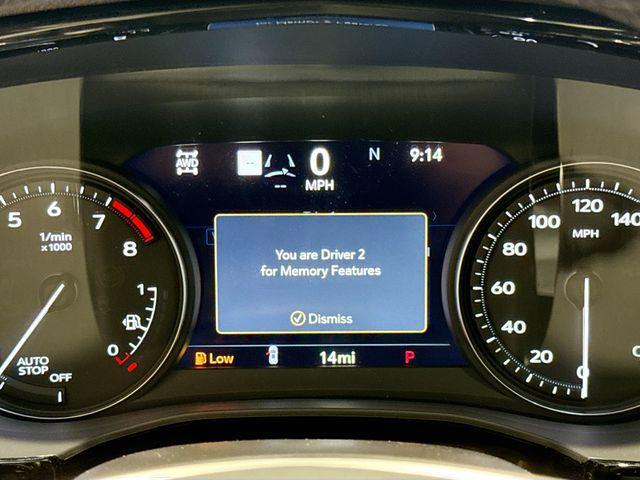 AWD
0
MPH
--
N
9:14
You are Driver 2
for Memory Features
Dismiss
Low
14mi
P
5
6
7
8
1/min
x1000
1
0
AUTO
STOP
OFF
0
20
40
60
80
100
120
140
MPH